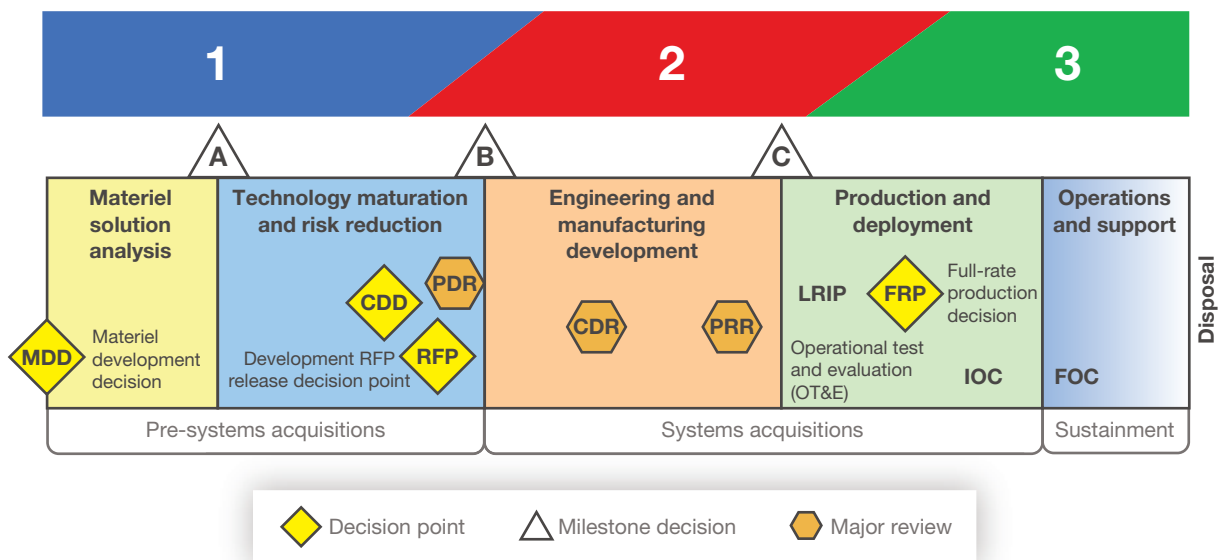 1
2
3
A
B
C
Materiel
solution
analysis
Technology maturation
and risk reduction
Engineering and
manufacturing
development
Production and
deployment
Operations
and support
MDD
Materiel
development
decision
CDD
PDR
Development RFP
release decision point
RFP
CDR
PRR
LRIP
FRP
Full-rate
production
decision
Operational test
and evaluation
(OT&E)
IOC
FOC
Disposal
Pre-systems acquisitions
Systems acquisitions
Sustainment
Decision point
Milestone decision
Major review